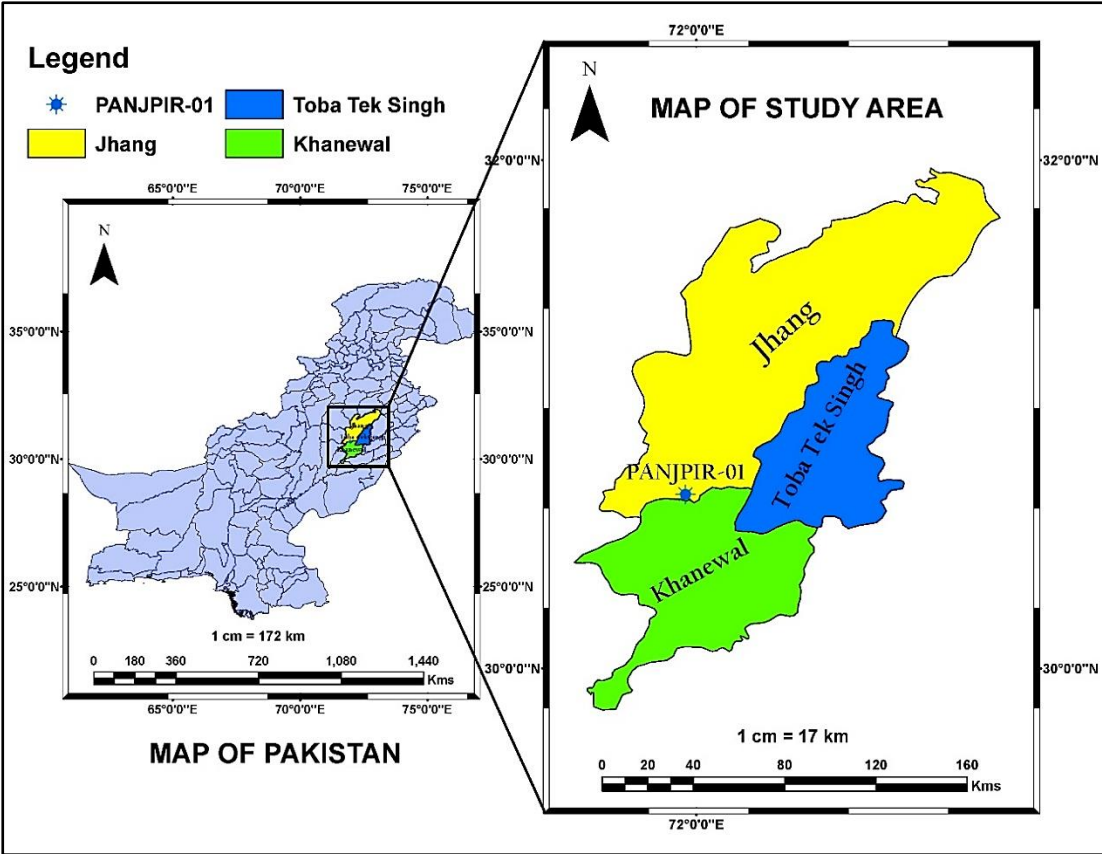 Legend
PANJPIR-01
Toba Tek Singh
Jhang
Khanewal
65°0'0"E
70°0'0"E
75°0'0"E
N
35°0'0"N
35°0'0"N
30°0'0"N
30°0'0"N
25°0'0"N
25°0'0"N
Jhang
Khanewal
1 cm = 172 km
0 180 360 720 1,080 1,440
Kms
65°0'0"E
70°0'0"E
75°0'0"E
MAP OF PAKISTAN
72°0'0"E
N
MAP OF STUDY AREA
32°0'0"N
32°0'0"N
Jhang
Toba Tek Singh
PANJPIR-01
Khanewal
30°0'0"N
30°0'0"N
1 cm = 17 km
0 20 40 80 120 160
Kms
72°0'0"E